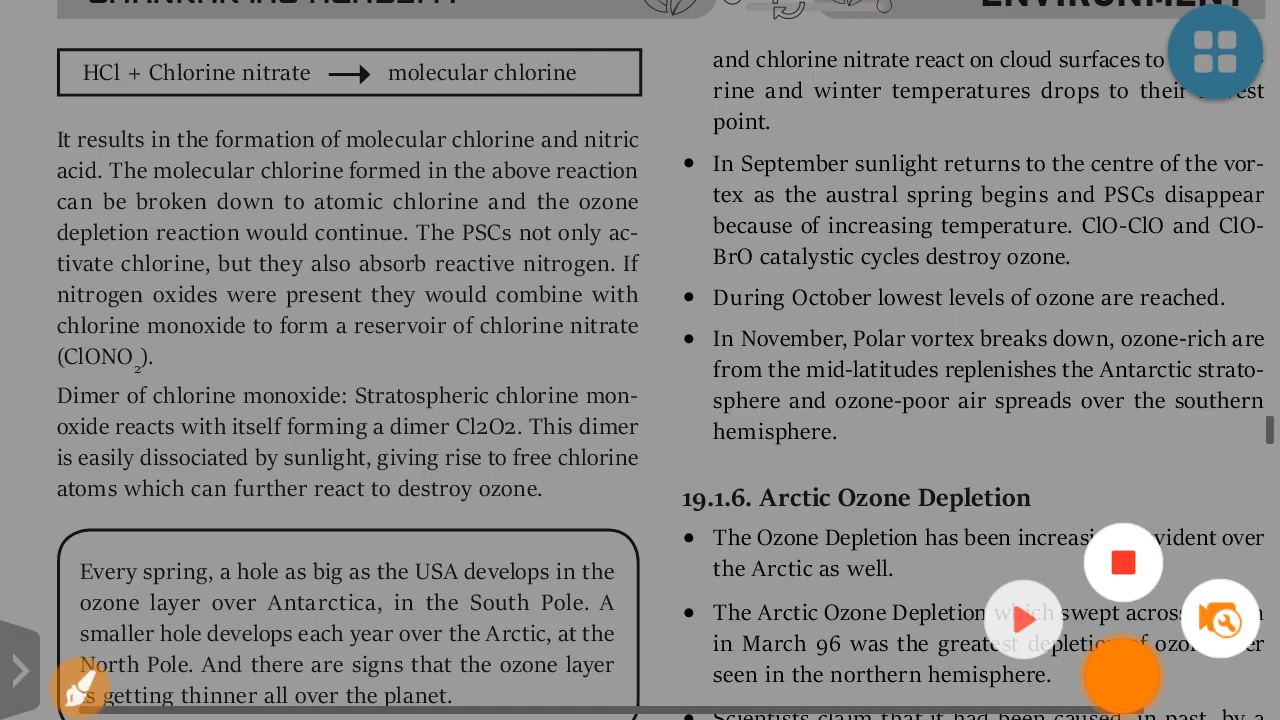 ENVIRONMENT
HCl + Chlorine nitrate → molecular chlorine
It results in the formation of molecular chlorine and nitric
acid. The molecular chlorine formed in the above reaction
can be broken down to atomic chlorine and the ozone
depletion reaction would continue. The PSCs not only ac-
tivate chlorine, but they also absorb reactive nitrogen. If
nitrogen oxides were present they would combine with
chlorine monoxide to form a reservoir of chlorine nitrate
(ClONO2).
Dimer of chlorine monoxide: Stratospheric chlorine mon-
oxide reacts with itself forming a dimer Cl2O2. This dimer
is easily dissociated by sunlight, giving rise to free chlorine
atoms which can further react to destroy ozone.
Every spring, a hole as big as the USA develops in the
ozone layer over Antarctica, in the South Pole. A
smaller hole develops each year over the Arctic, at the
North Pole. And there are signs that the ozone layer
is getting thinner all over the planet.
and chlorine nitrate react on cloud surfaces to
rine and winter temperatures drops to their
point.
• In September sunlight returns to the centre of the vor-
tex as the austral spring begins and PSCs disappear
because of increasing temperature. ClO-ClO and ClO-
BrO catalystic cycles destroy ozone.
• During October lowest levels of ozone are reached.
• In November, Polar vortex breaks down, ozone-rich are
from the mid-latitudes replenishes the Antarctic strato-
sphere and ozone-poor air spreads over the southern
hemisphere.
19.1.6. Arctic Ozone Depletion
• The Ozone Depletion has been evident over
the Arctic as well.
• The Arctic Ozone Depletion which swept across
in March 96 was the greatest depletion of
seen in the northern hemisphere.
• Scientists claim that it had been caused, in past, by a